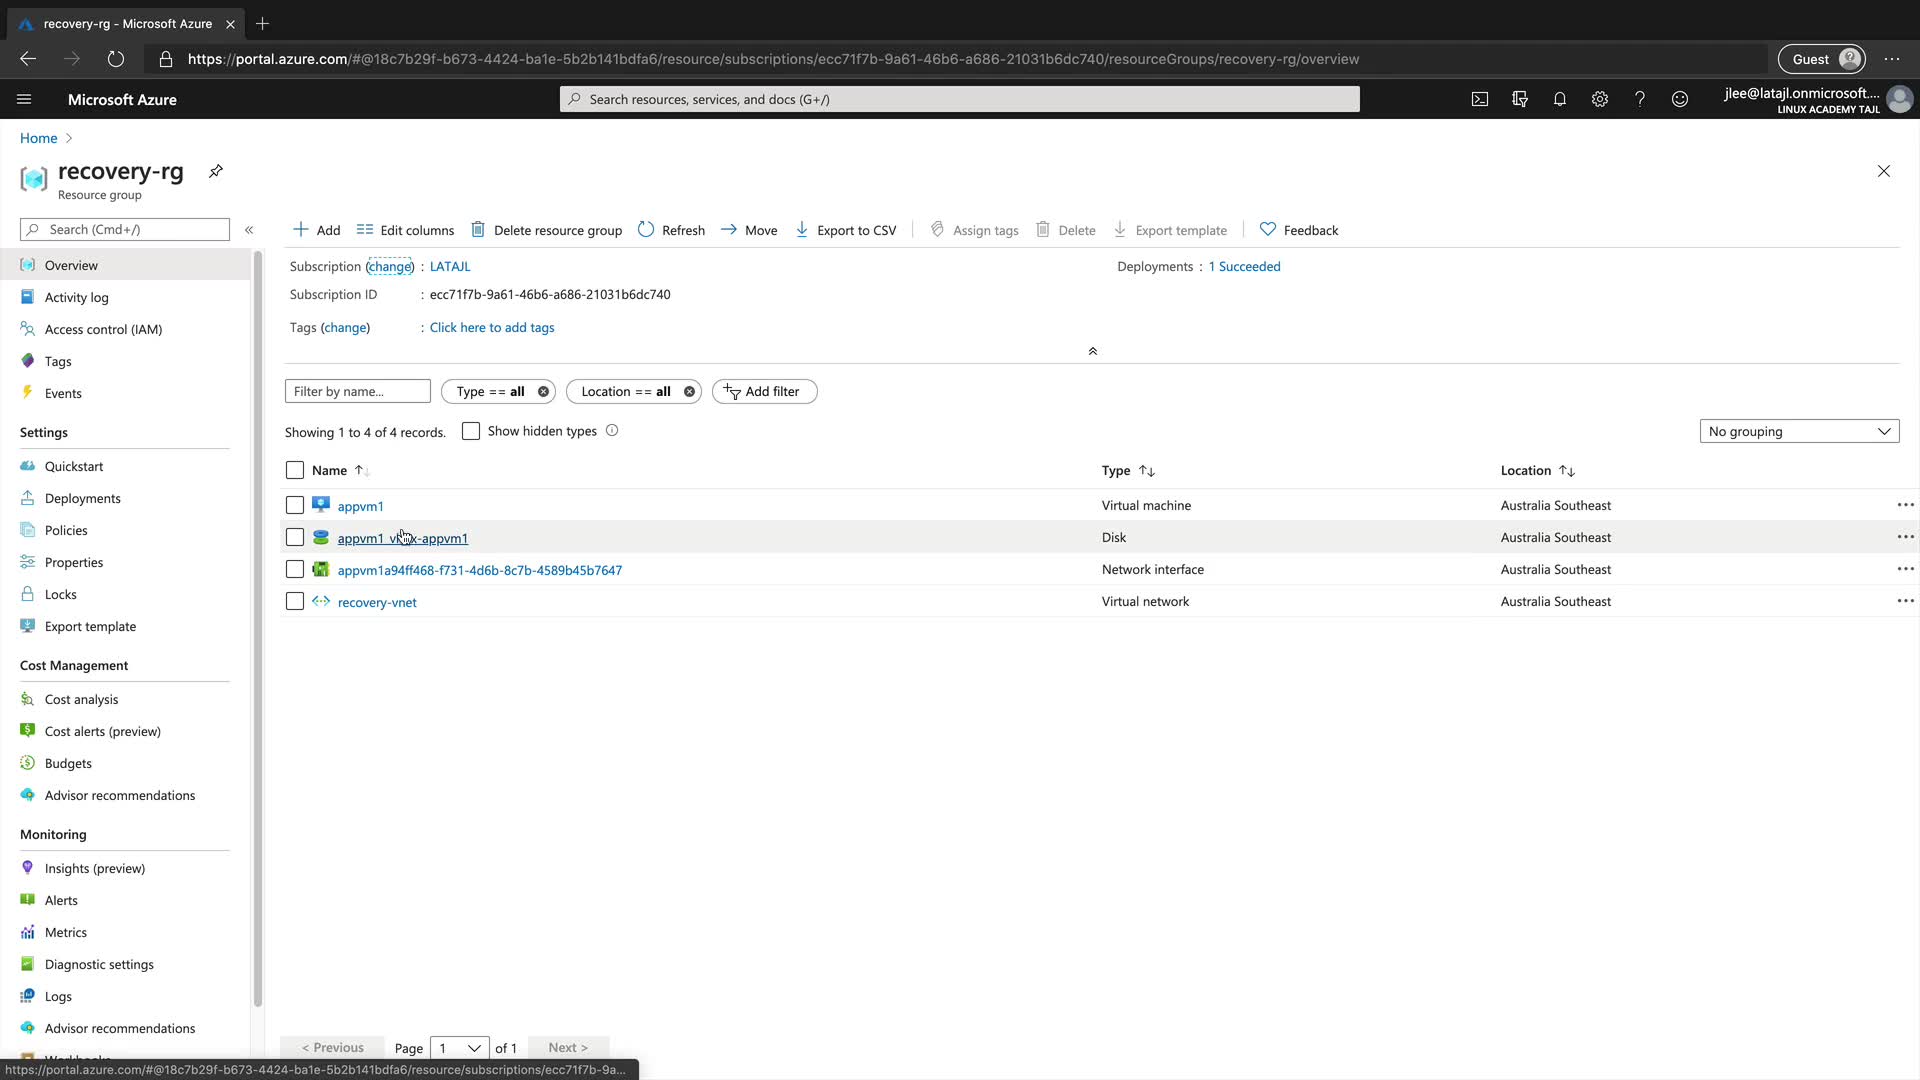 recovery-rg - Microsoft Azure
https://portal.azure.com/#@18c7b29f-b673-4424-ba1e-5b2b141bdfa6/resource/subscriptions/ecc71f7b-9a61-46b6-a686-21031b6dc740/resourceGroups/recovery-rg/overview
Guest
Microsoft Azure
Search resources, services, and docs (G+/)
jlee@latajl.onmicrosoft....
LINUX ACADEMY TAJL
Home
recovery-rg
Resource group
Search (Cmd+/)
Add Edit columns Delete resource group Refresh Move Export to CSV Assign tags Delete Export template Feedback
Overview
Activity log
Access control (IAM)
Tags
Events
Settings
Quickstart
Deployments
Policies
Properties
Locks
Export template
Cost Management
Cost analysis
Cost alerts (preview)
Budgets
Advisor recommendations
Monitoring
Insights (preview)
Alerts
Metrics
Diagnostic settings
Logs
Advisor recommendations
Subscription (change) : LATAJL
Deployments : 1 Succeeded
Subscription ID : ecc71f7b-9a61-46b6-a686-21031b6dc740
Tags (change) : Click here to add tags
Filter by name...
Type == all
Location == all
Add filter
Showing 1 to 4 of 4 records.
Show hidden types
No grouping
Name Type Location
appvm1 Virtual machine Australia Southeast
Disk Australia Southeast
appvm1a94ff468-f731-4d6b-8c7b-4589b45b7647 Network interface Australia Southeast
recovery-vnet Virtual network Australia Southeast
< Previous Page 1 of 1 Next >
https://portal.azure.com/#@18c7b29f-b673-4424-ba1e-5b2b141bdfa6/resource/subscriptions/ecc71f7b-9a...